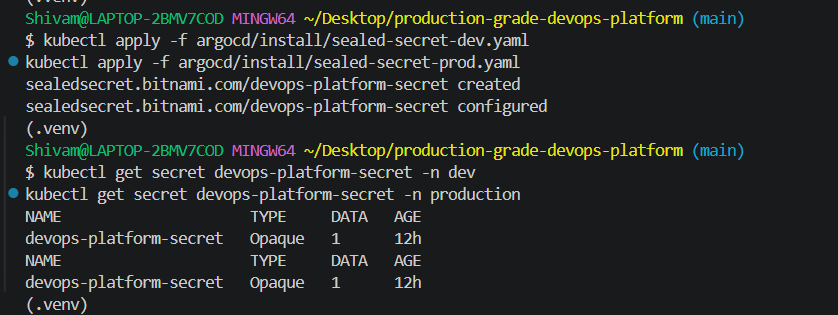 (.venv)
Shivam@LAPTOP-2BMV7COD MINGW64 ~/Desktop/production-grade-devops-platform (main)
$ kubectl apply -f argocd/install/sealed-secret-dev.yaml
kubectl apply -f argocd/install/sealed-secret-prod.yaml
sealedsecret.bitnami.com/devops-platform-secret created
sealedsecret.bitnami.com/devops-platform-secret configured
(.venv)
Shivam@LAPTOP-2BMV7COD MINGW64 ~/Desktop/production-grade-devops-platform (main)
$ kubectl get secret devops-platform-secret -n dev
kubectl get secret devops-platform-secret -n production
NAME TYPE DATA AGE
devops-platform-secret Opaque 1 12h
NAME TYPE DATA AGE
devops-platform-secret Opaque 1 12h
(.venv)